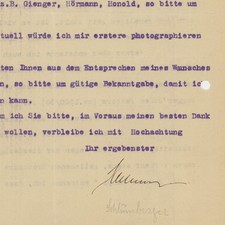 z.B. Gienger, Hörmann, Honold, so bitte um
tuell würde ich mir erstere photographieren
ten Ihnen aus dem Entsprechen meines Wunsches
n, so bitte um gütige Bekanntgabe, damit ic
n kann.
m ich Sie bitte, im Voraus meinen besten Dank
wollen, verbleibe ich mit Hochachtung
Ihr ergebenster